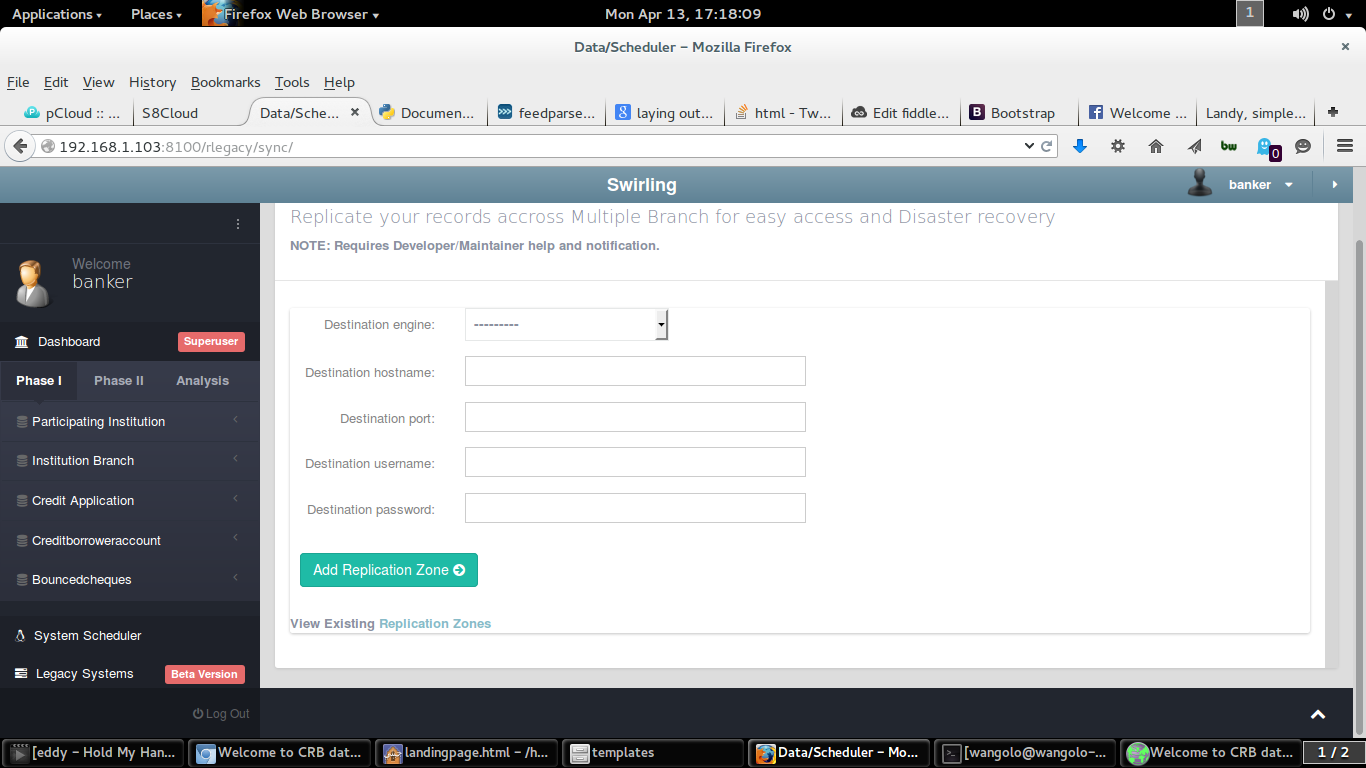 Applications Places Firefox Web Browser Mon Apr 13, 17:18:09 1
Data/Scheduler – Mozilla Firefox ×
File Edit View History Bookmarks Tools Help
pCloud :: ... S8Cloud Data/Sche... × Documen... feedparse... laying out... html - Tw... Edit fiddle... Bootstrap Welcome ... Landy, simple...
192.168.1.103:8100/rlegacy/sync/ bw 0
Swirling banker
Replicate your records accross Multiple Branch for easy access and Disaster recovery
NOTE: Requires Developer/Maintainer help and notification.
Welcome
banker
Dashboard Superuser
Phase I Phase II Analysis
Participating Institution
Institution Branch
Credit Application
Creditborroweraccount
Bouncedcheques
System Scheduler
Legacy Systems Beta Version
Log Out
Destination engine: ---------
Destination hostname:
Destination port:
Destination username:
Destination password:
Add Replication Zone
View Existing Replication Zones
[eddy – Hold My Han... Welcome to CRB dat... landingpage.html – /h... templates Data/Scheduler – Mo... [wangolo@wangolo-... Welcome to CRB dat... 1 / 2